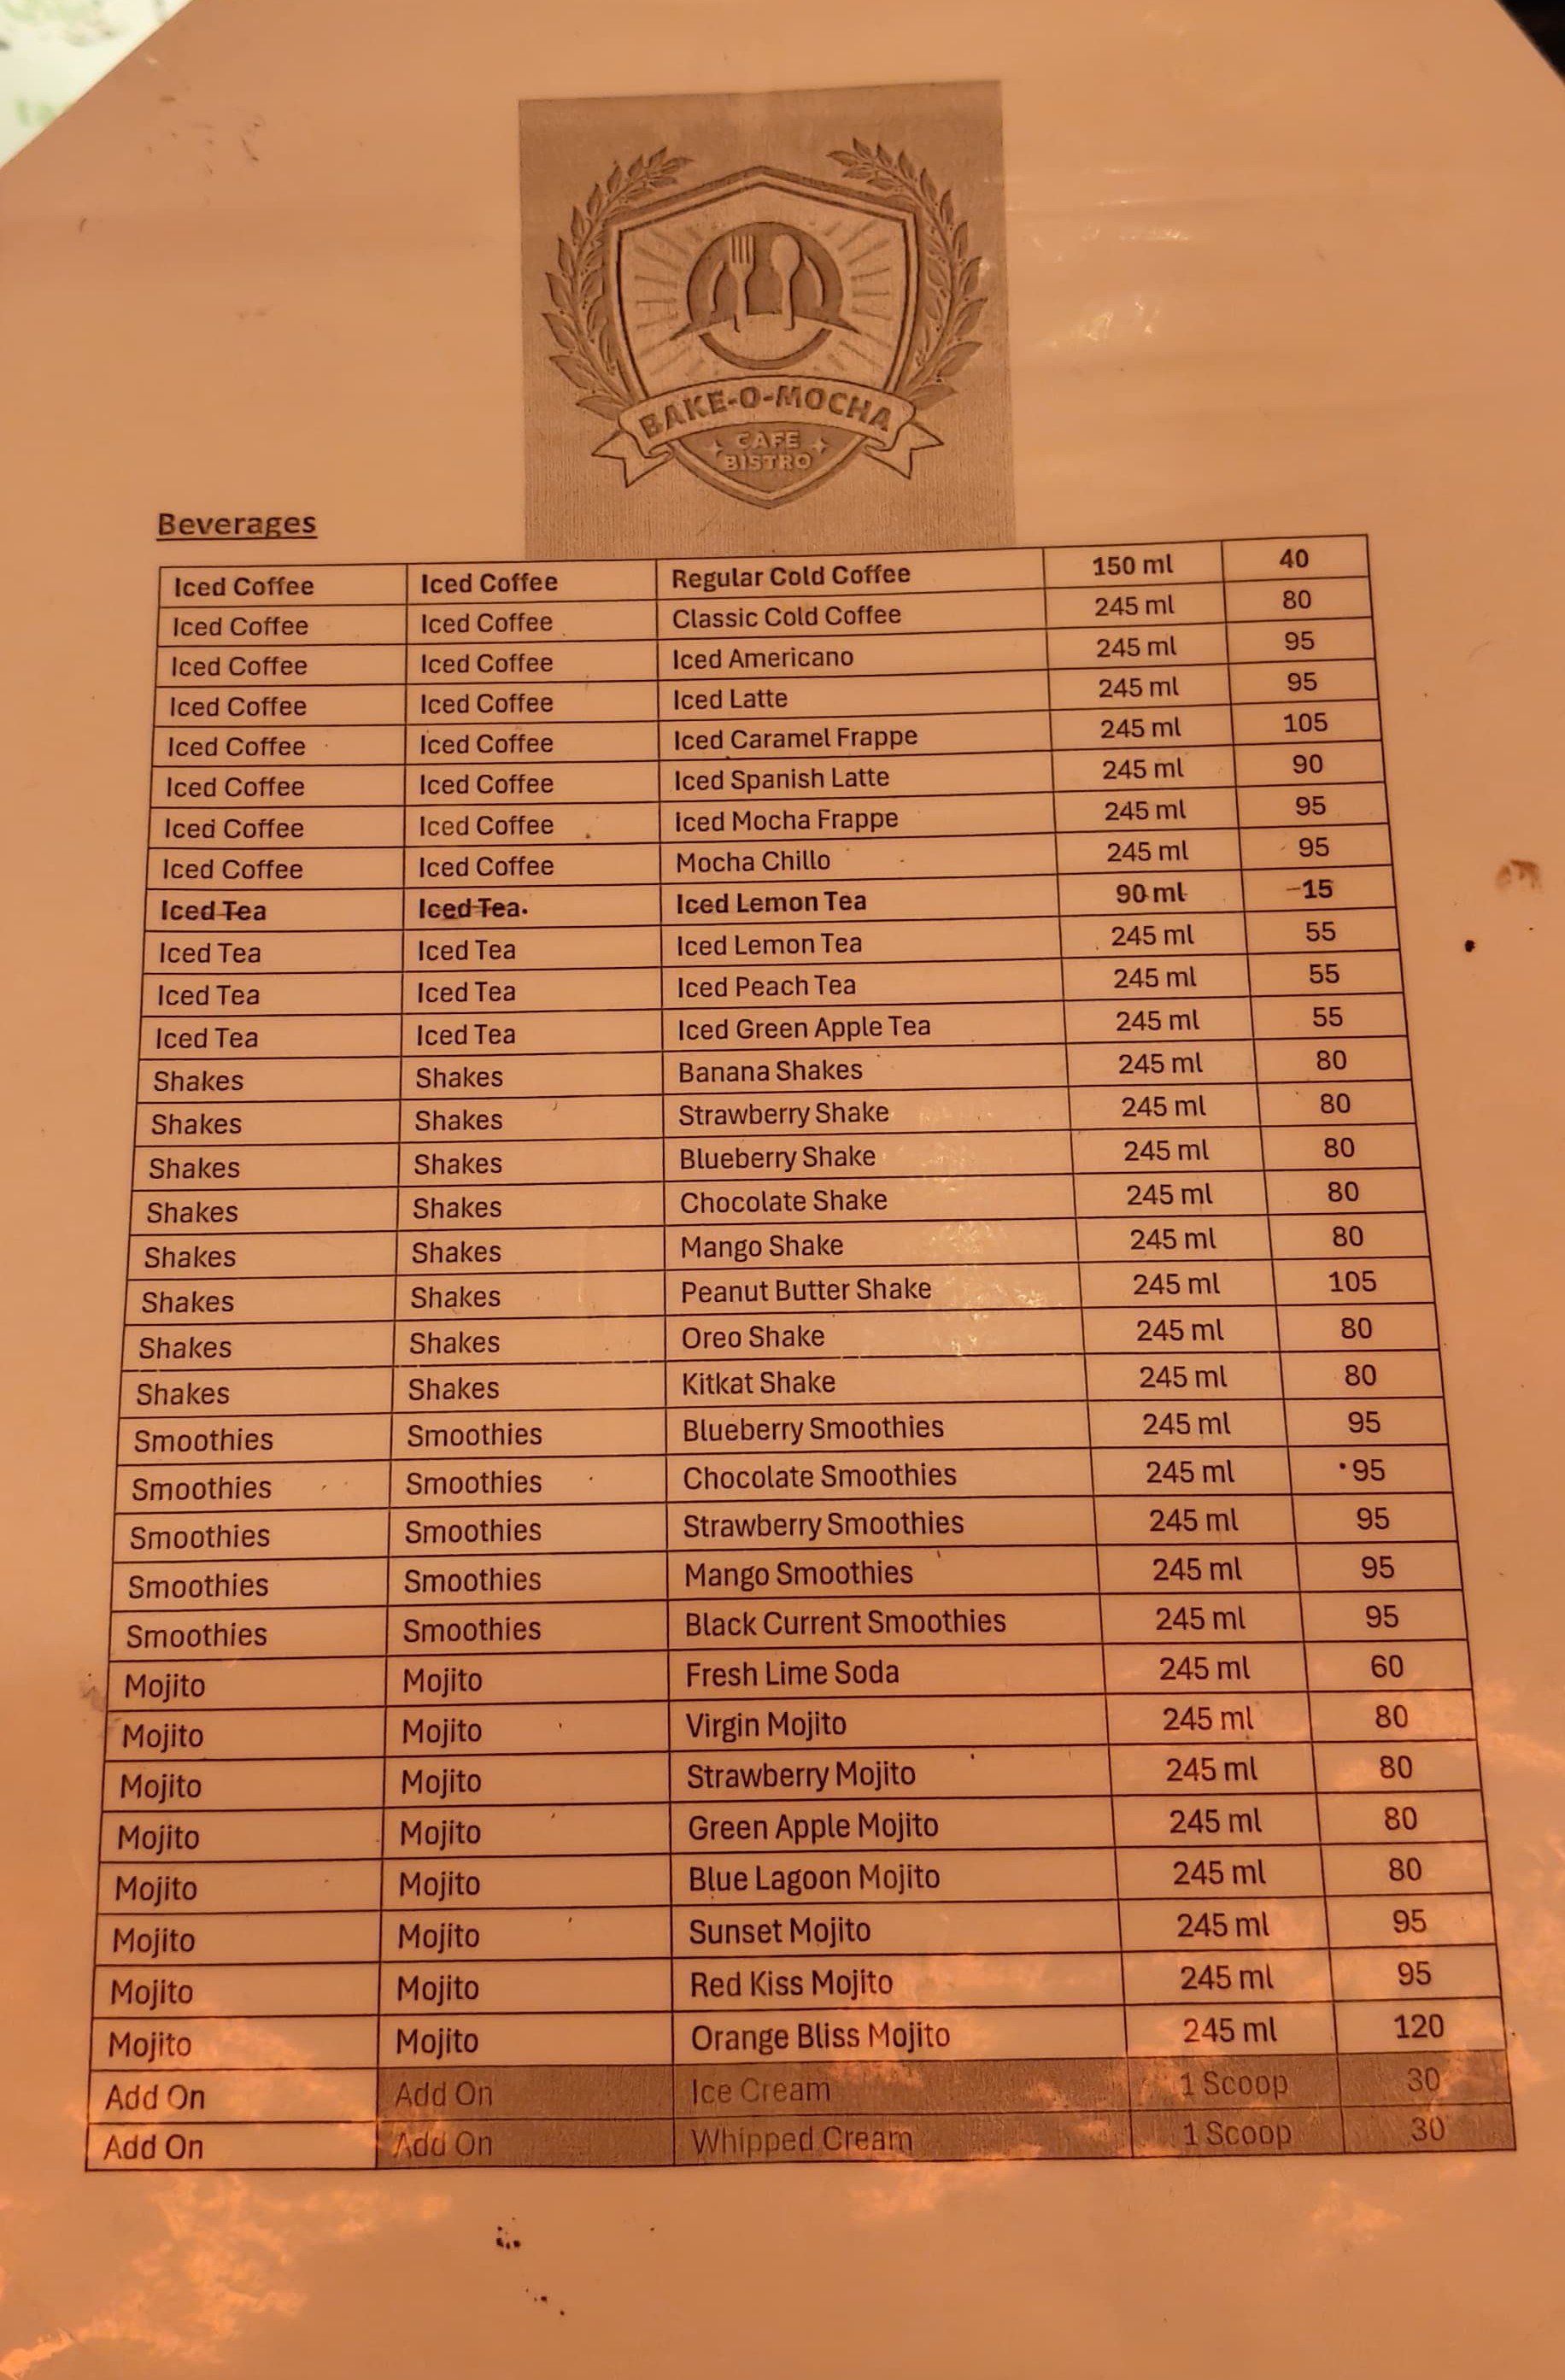 BAKE-O-MOCHA
CAFE
BISTRO
Beverages
Iced Coffee Iced Coffee Regular Cold Coffee 150 ml 40
Iced Coffee Iced Coffee Classic Cold Coffee 245 ml 80
Iced Coffee Iced Coffee Iced Americano 245 ml 95
Iced Coffee Iced Coffee Iced Latte 245 ml 95
Iced Coffee Iced Coffee Iced Caramel Frappe 245 ml 105
Iced Coffee Iced Coffee Iced Spanish Latte 245 ml 90
Iced Coffee Iced Coffee Iced Mocha Frappe 245 ml 95
Iced Coffee Iced Coffee Mocha Chillo 245 ml 95
Iced Tea Iced Tea Iced Lemon Tea 90 ml 15
Iced Tea Iced Tea Iced Lemon Tea 245 ml 55
Iced Tea Iced Tea Iced Peach Tea 245 ml 55
Iced Tea Iced Tea Iced Green Apple Tea 245 ml 55
Shakes Shakes Banana Shakes 245 ml 80
Shakes Shakes Strawberry Shake 245 ml 80
Shakes Shakes Blueberry Shake 245 ml 80
Shakes Shakes Chocolate Shake 245 ml 80
Shakes Shakes Mango Shake 245 ml 80
Shakes Shakes Peanut Butter Shake 245 ml 105
Shakes Shakes Oreo Shake 245 ml 80
Shakes Shakes Kitkat Shake 245 ml 80
Smoothies Smoothies Blueberry Smoothies 245 ml 95
Smoothies Smoothies Chocolate Smoothies 245 ml 95
Smoothies Smoothies Strawberry Smoothies 245 ml 95
Smoothies Smoothies Mango Smoothies 245 ml 95
Smoothies Smoothies Black Current Smoothies 245 ml 95
Mojito Mojito Fresh Lime Soda 245 ml 60
Mojito Mojito Virgin Mojito 245 ml 80
Mojito Mojito Strawberry Mojito 245 ml 80
Mojito Mojito Green Apple Mojito 245 ml 80
Mojito Mojito Blue Lagoon Mojito 245 ml 80
Mojito Mojito Sunset Mojito 245 ml 95
Mojito Mojito Red Kiss Mojito 245 ml 95
Mojito Mojito Orange Bliss Mojito 245 ml 120
Add On Add On Ice Cream 1 Scoop 30
Add On Add On Whipped Cream 1 Scoop 30